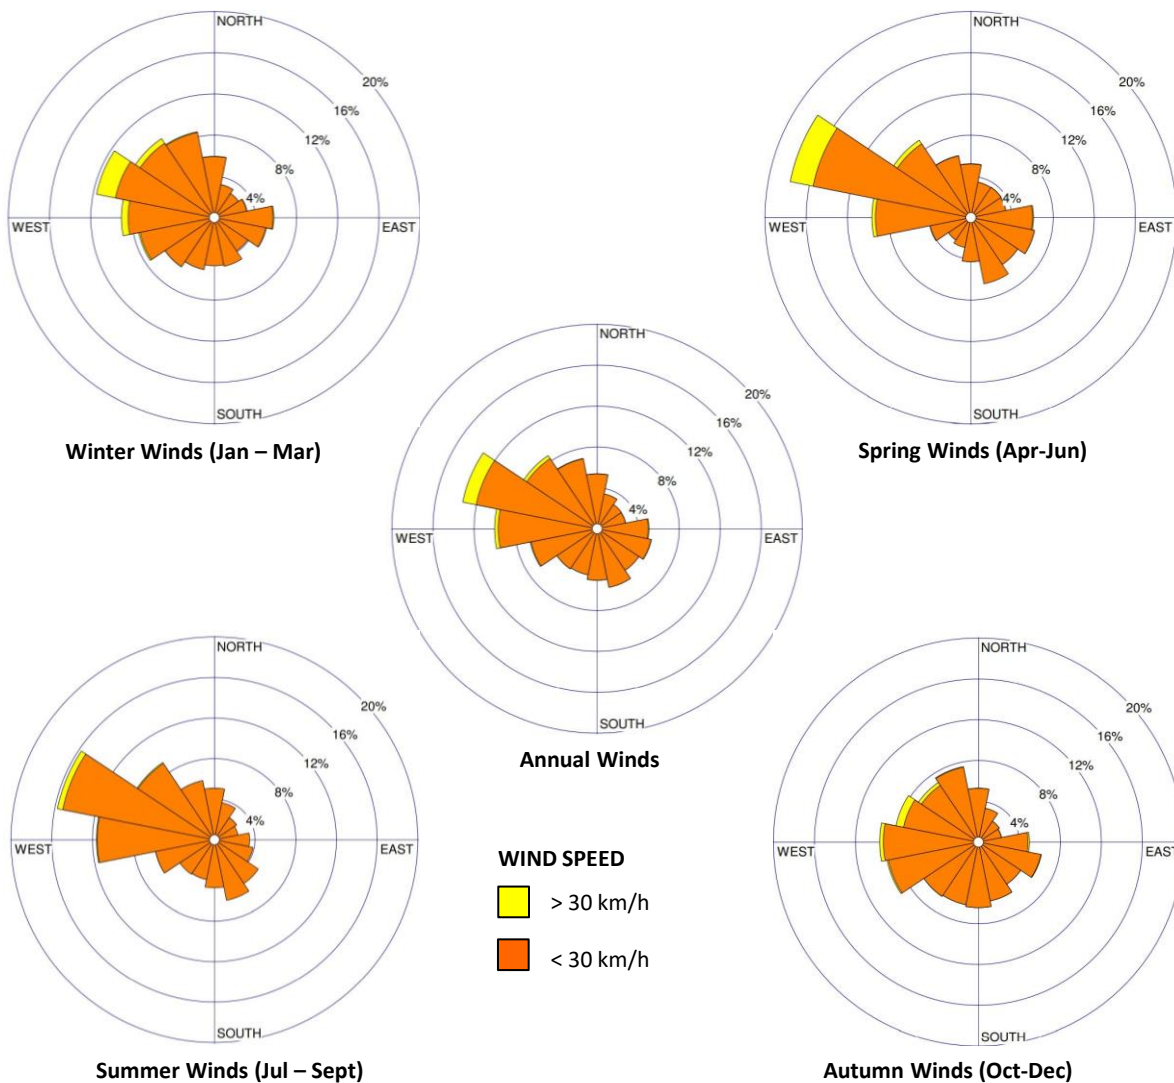 NORTH
20%
16%
12%
8%
4%
WEST
EAST
SOUTH
Winter Winds (Jan – Mar)
NORTH
20%
16%
12%
8%
4%
WEST
EAST
SOUTH
Spring Winds (Apr-Jun)
NORTH
20%
16%
12%
8%
4%
WEST
EAST
SOUTH
Annual Winds
NORTH
20%
16%
12%
8%
4%
WEST
EAST
SOUTH
Summer Winds (Jul – Sept)
WIND SPEED
> 30 km/h
< 30 km/h
NORTH
20%
16%
12%
8%
4%
WEST
EAST
SOUTH
Autumn Winds (Oct-Dec)